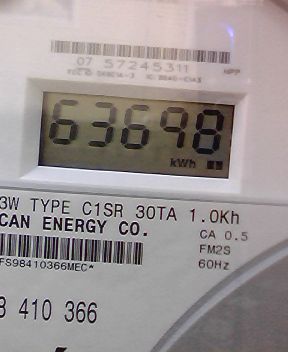 07 57245311
63698
kWh
3W TYPE C1SR 30TA 1.0Kh
CAN ENERGY CO.
CA 0.5
FM2S
FS98410366MEC*
60Hz
410 366